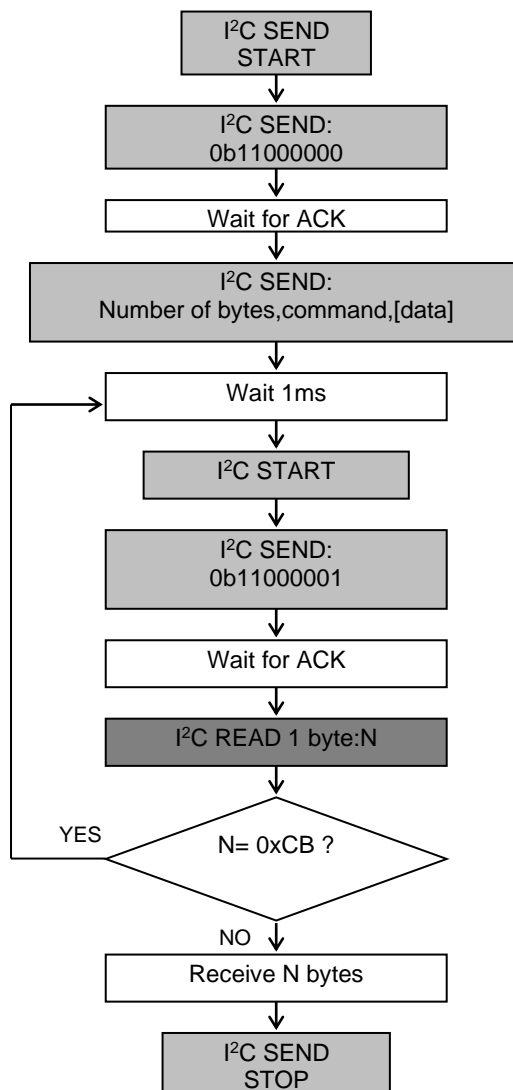 I²C SEND
START
I²C SEND:
0b11000000
Wait for ACK
I²C SEND:
Number of bytes,command,[data]
Wait 1ms
I²C START
I²C SEND:
0b11000001
Wait for ACK
I²C READ 1 byte:N
YES
N= 0xCB ?
NO
Receive N bytes
I²C SEND
STOP